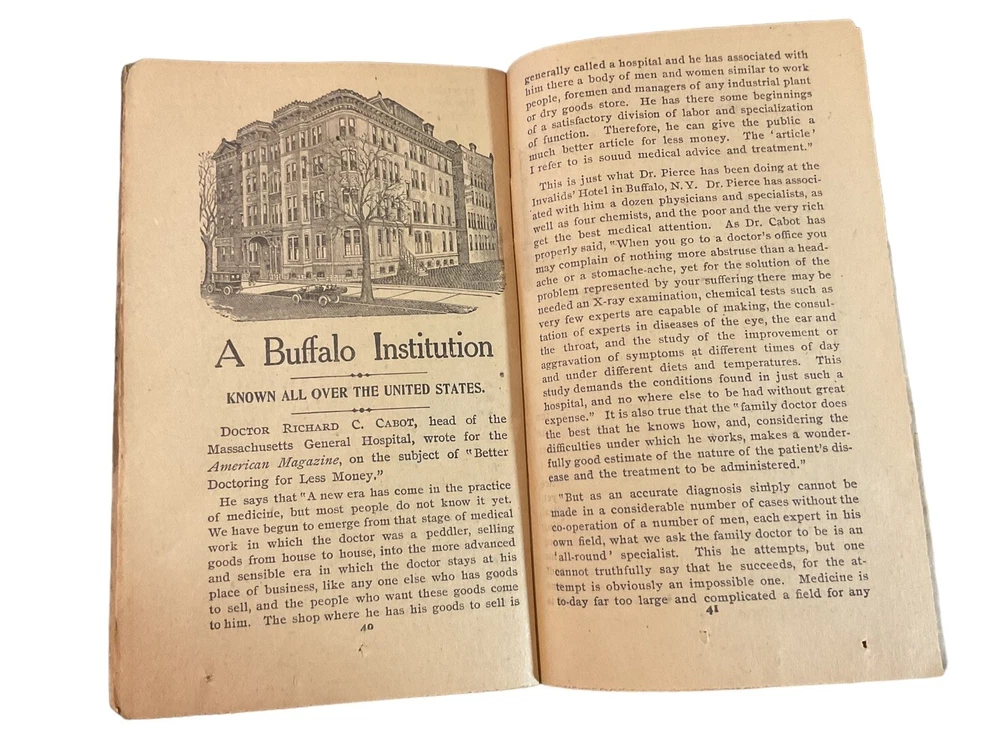 A Buffalo Institution
KNOWN ALL OVER THE UNITED STATES.
DOCTOR RICHARD C. CABOT, head of the
Massachusetts General Hospital, wrote for the
American Magazine, on the subject of "Better
Doctoring for Less Money."
He says that "A new era has come in the practice
of medicine, but most people do not know it yet.
We have begun to emerge from that stage of medical
work in which the doctor was a peddler, selling
goods from house to house, into the more advanced
and sensible era in which the doctor stays at his
place of business, like any one else who has goods
to sell, and the people who want these goods come
to him. The shop where he has his goods to sell is
40
generally called a hospital and he has associated with
him there a body of men and women similar to work
people, foremen and managers of any industrial plant
or dry goods store. He has there some beginnings
of a satisfactory division of labor and specialization
of function. Therefore, he can give the public a
much better article for less money. The 'article'
I refer to is souud medical advice and treatment."
This is just what Dr. Pierce has been doing at the
Invalids' Hotel in Buffalo, N. Y. Dr. Pierce has associ-
ated with him a dozen physicians and specialists, as
well as four chemists, and the poor and the very rich
get the best medical attention. As Dr. Cabot has
properly said, "When you go to a doctor's office you
may complain of nothing more abstruse than a head-
ache or a stomache-ache, yet for the solution of the
problem represented by your suffering there may be
needed an X-ray examination, chemical tests such as
very few experts are capable of making, the consul-
tation of experts in diseases of the eye, the ear and
the throat, and the study of the improvement or
aggravation of symptoms at different times of day
and under different diets and temperatures. This
study demands the conditions found in just such a
hospital, and no where else to be had without great
expense." It is also true that the "family doctor does
the best that he knows how, and, considering the
difficulties under which he works, makes a wonder-
fully good estimate of the nature of the patient's dis-
ease and the treatment to be administered."
"But as an accurate diagnosis simply cannot be
made in a considerable number of cases without the
co-operation of a number of men, each expert in his
own field, what we ask the family doctor to be is an
'all-round' specialist. This he attempts, but one
cannot truthfully say that he succeeds, for the at-
tempt is obviously an impossible one. Medicine is
to-day far too large and complicated a field for any
41